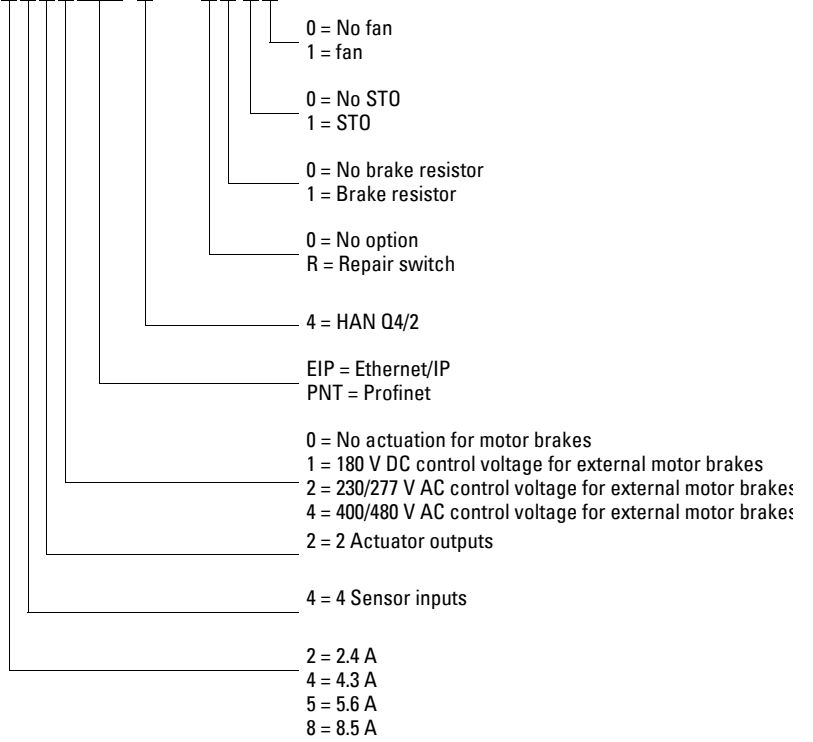 0 = No fan
1 = fan
0 = No STO
1 = STO
0 = No brake resistor
1 = Brake resistor
0 = No option
R = Repair switch
4 = HAN Q4/2
EIP = Ethernet/IP
PNT = Profinet
0 = No actuation for motor brakes
1 = 180 V DC control voltage for external motor brakes
2 = 230/277 V AC control voltage for external motor brakes
4 = 400/480 V AC control voltage for external motor brakes
2 = 2 Actuator outputs
4 = 4 Sensor inputs
2 = 2.4 A
4 = 4.3 A
5 = 5.6 A
8 = 8.5 A